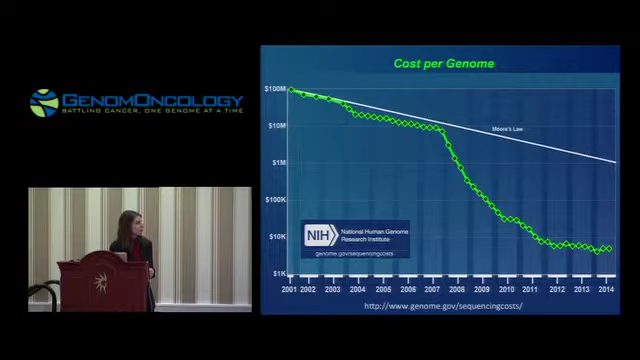 GENOMONCOLOGY
BATTLING CANCER, ONE GENOME AT A TIME
Cost per Genome
$100M
$10M
$1M
$100K
$10K
$1K
Moore's Law
NIH
National Human Genome
Research Institute
genome.gov/sequencingcosts
2001 2002 2003 2004 2005 2006 2007 2008 2009 2010 2011 2012 2013 2014
http://www.genome.gov/sequencingcosts/